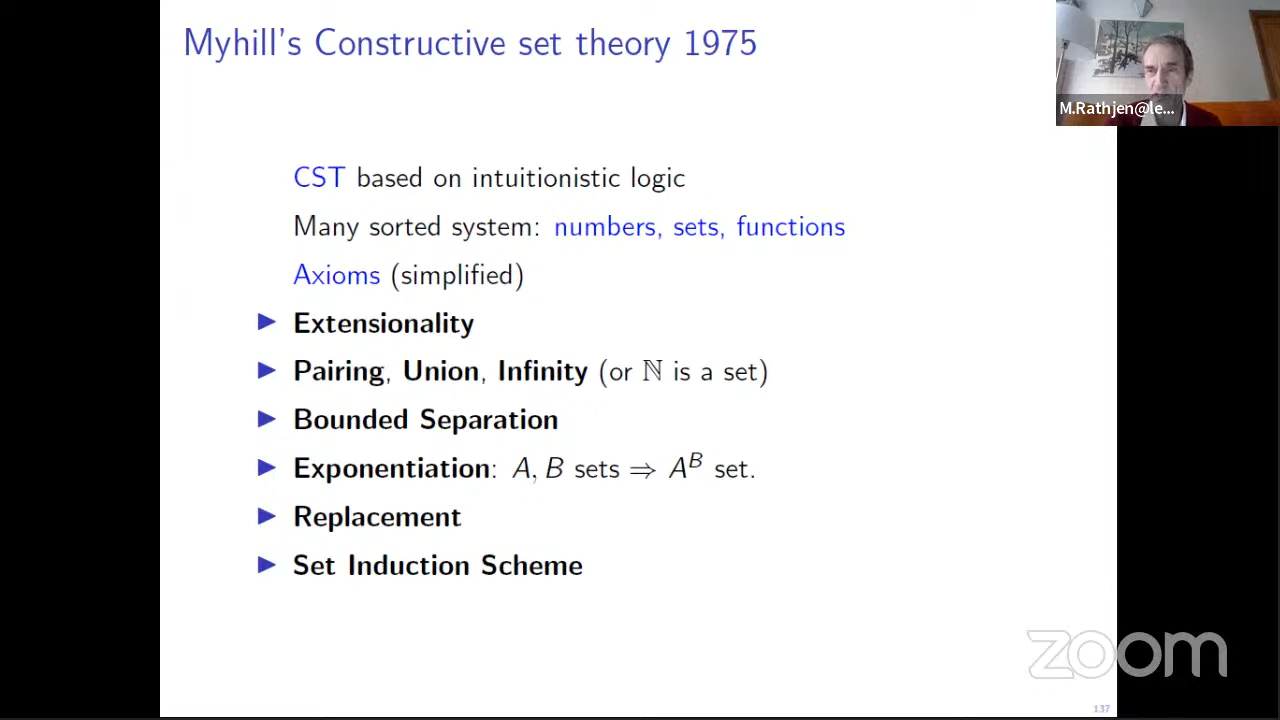 Myhill's Constructive set theory 1975
M.Rathjen@le...
CST based on intuitionistic logic
Many sorted system: numbers, sets, functions
Axioms (simplified)
▶ Extensionality
▶ Pairing, Union, Infinity (or ℕ is a set)
▶ Bounded Separation
▶ Exponentiation: A, B sets ⇒ A^B set.
▶ Replacement
▶ Set Induction Scheme
zoom
137